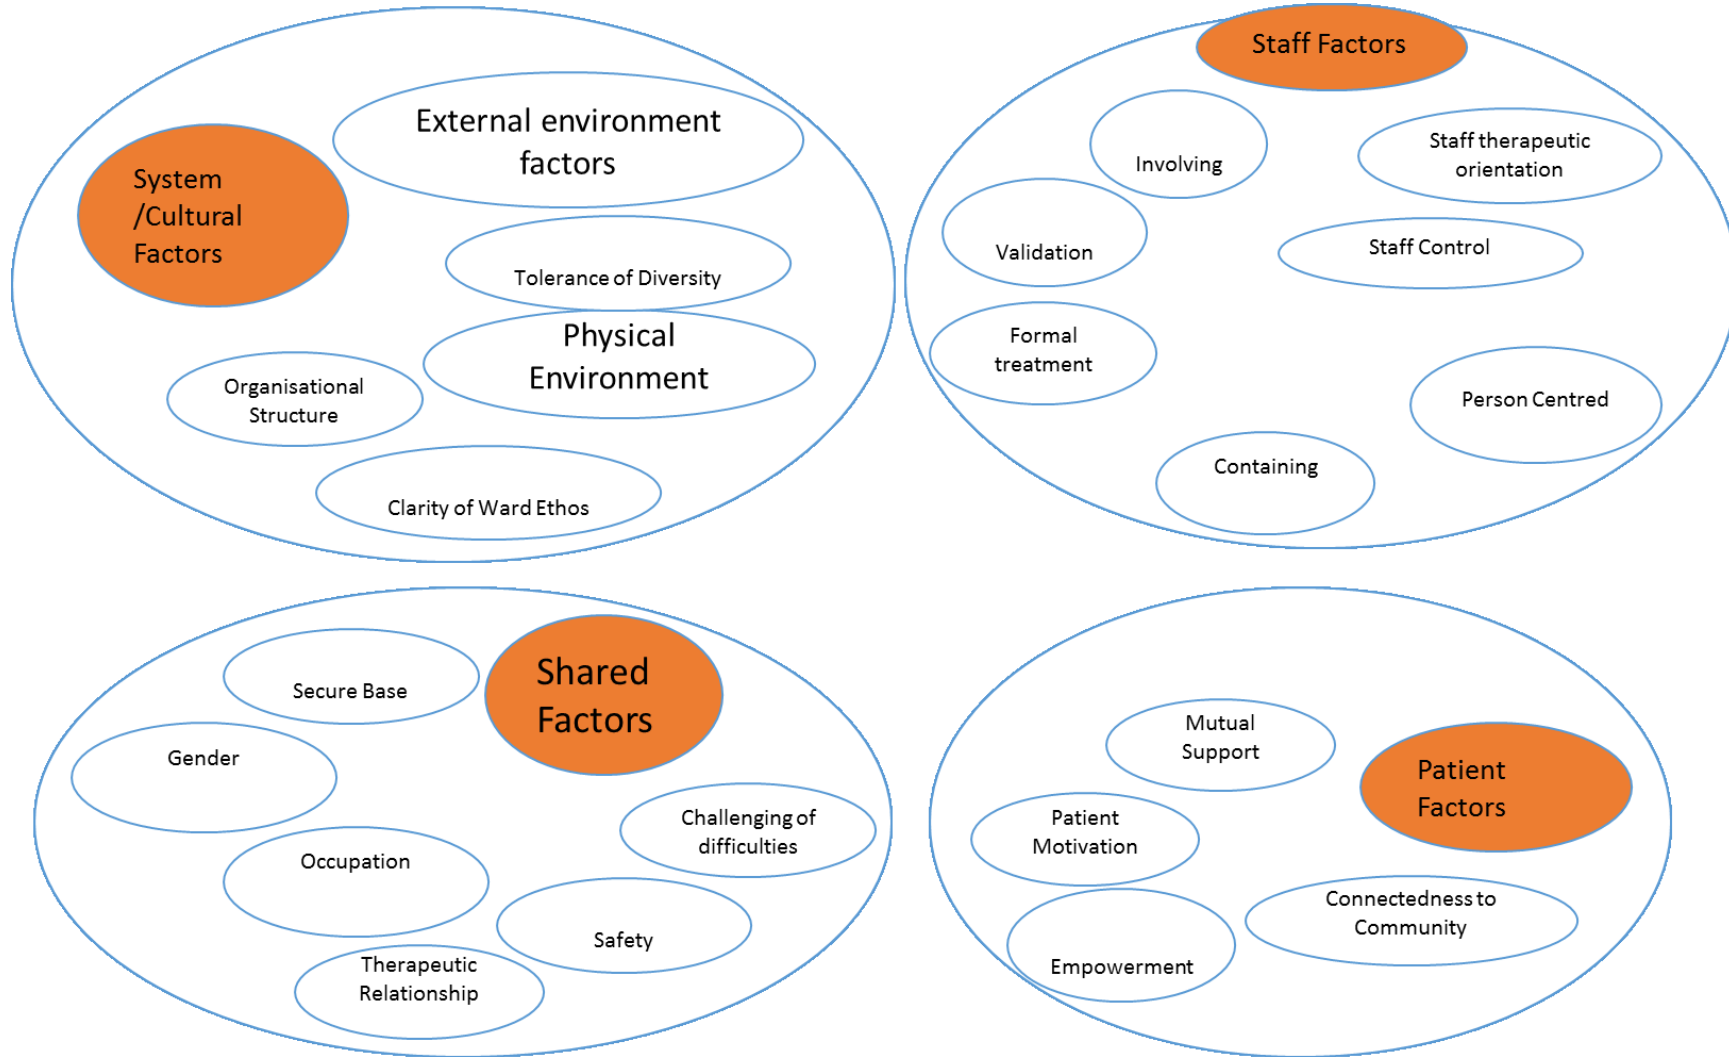 System
/Cultural
Factors
External environment
factors
Tolerance of Diversity
Physical
Environment
Organisational
Structure
Clarity of Ward Ethos
Staff Factors
Involving
Staff therapeutic
orientation
Validation
Staff Control
Formal
treatment
Person Centred
Containing
Shared
Factors
Secure Base
Gender
Challenging of
difficulties
Occupation
Safety
Therapeutic
Relationship
Mutual
Support
Patient
Factors
Patient
Motivation
Connectedness to
Community
Empowerment